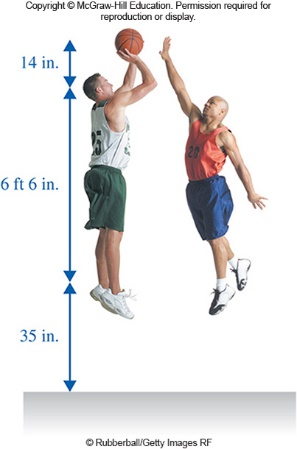 Copyright © McGraw-Hill Education. Permission required for
reproduction or display.
14 in.
6 ft 6 in.
35 in.
© Rubberball/Getty Images RF